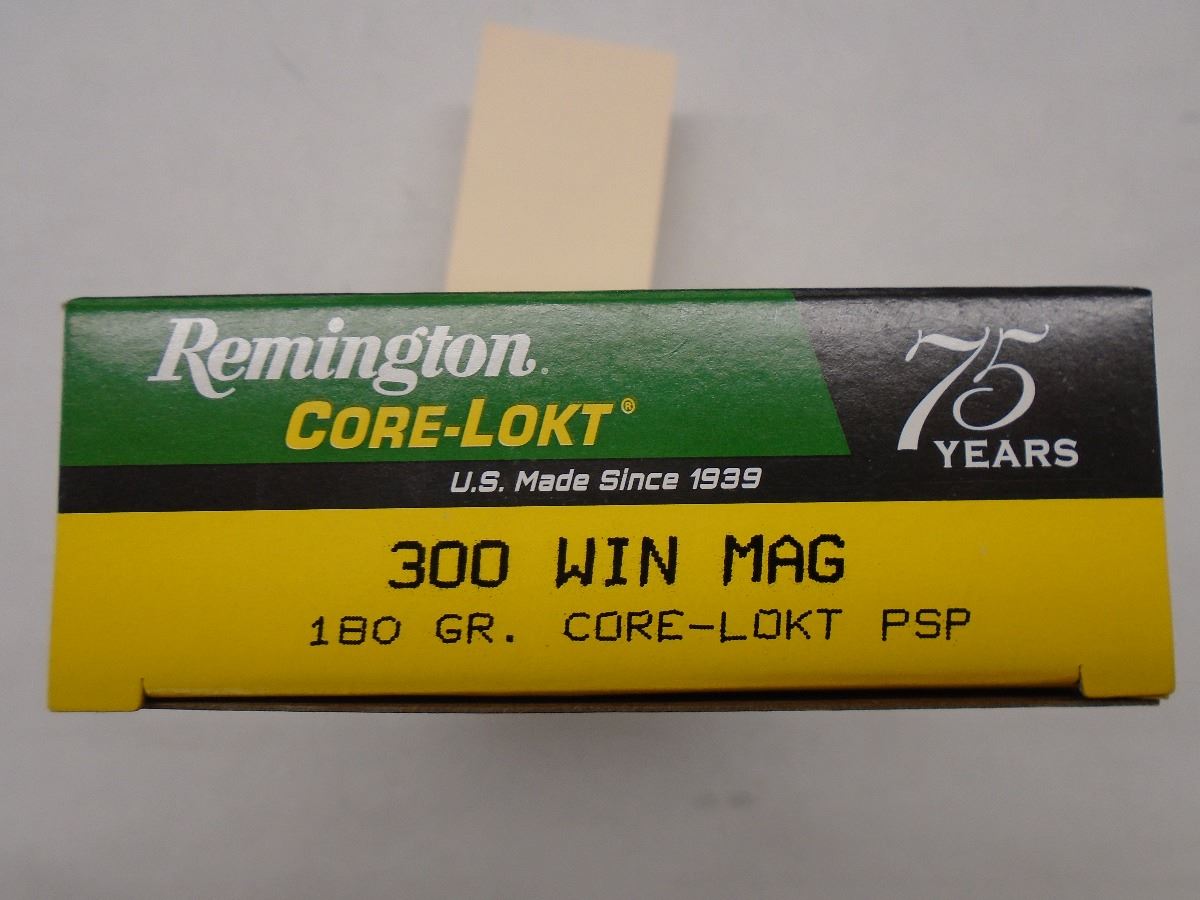 Remington.
CORE-LOKT®
U.S. Made Since 1939
75
YEARS
300 WIN MAG
180 GR. CORE-LOKT PSP